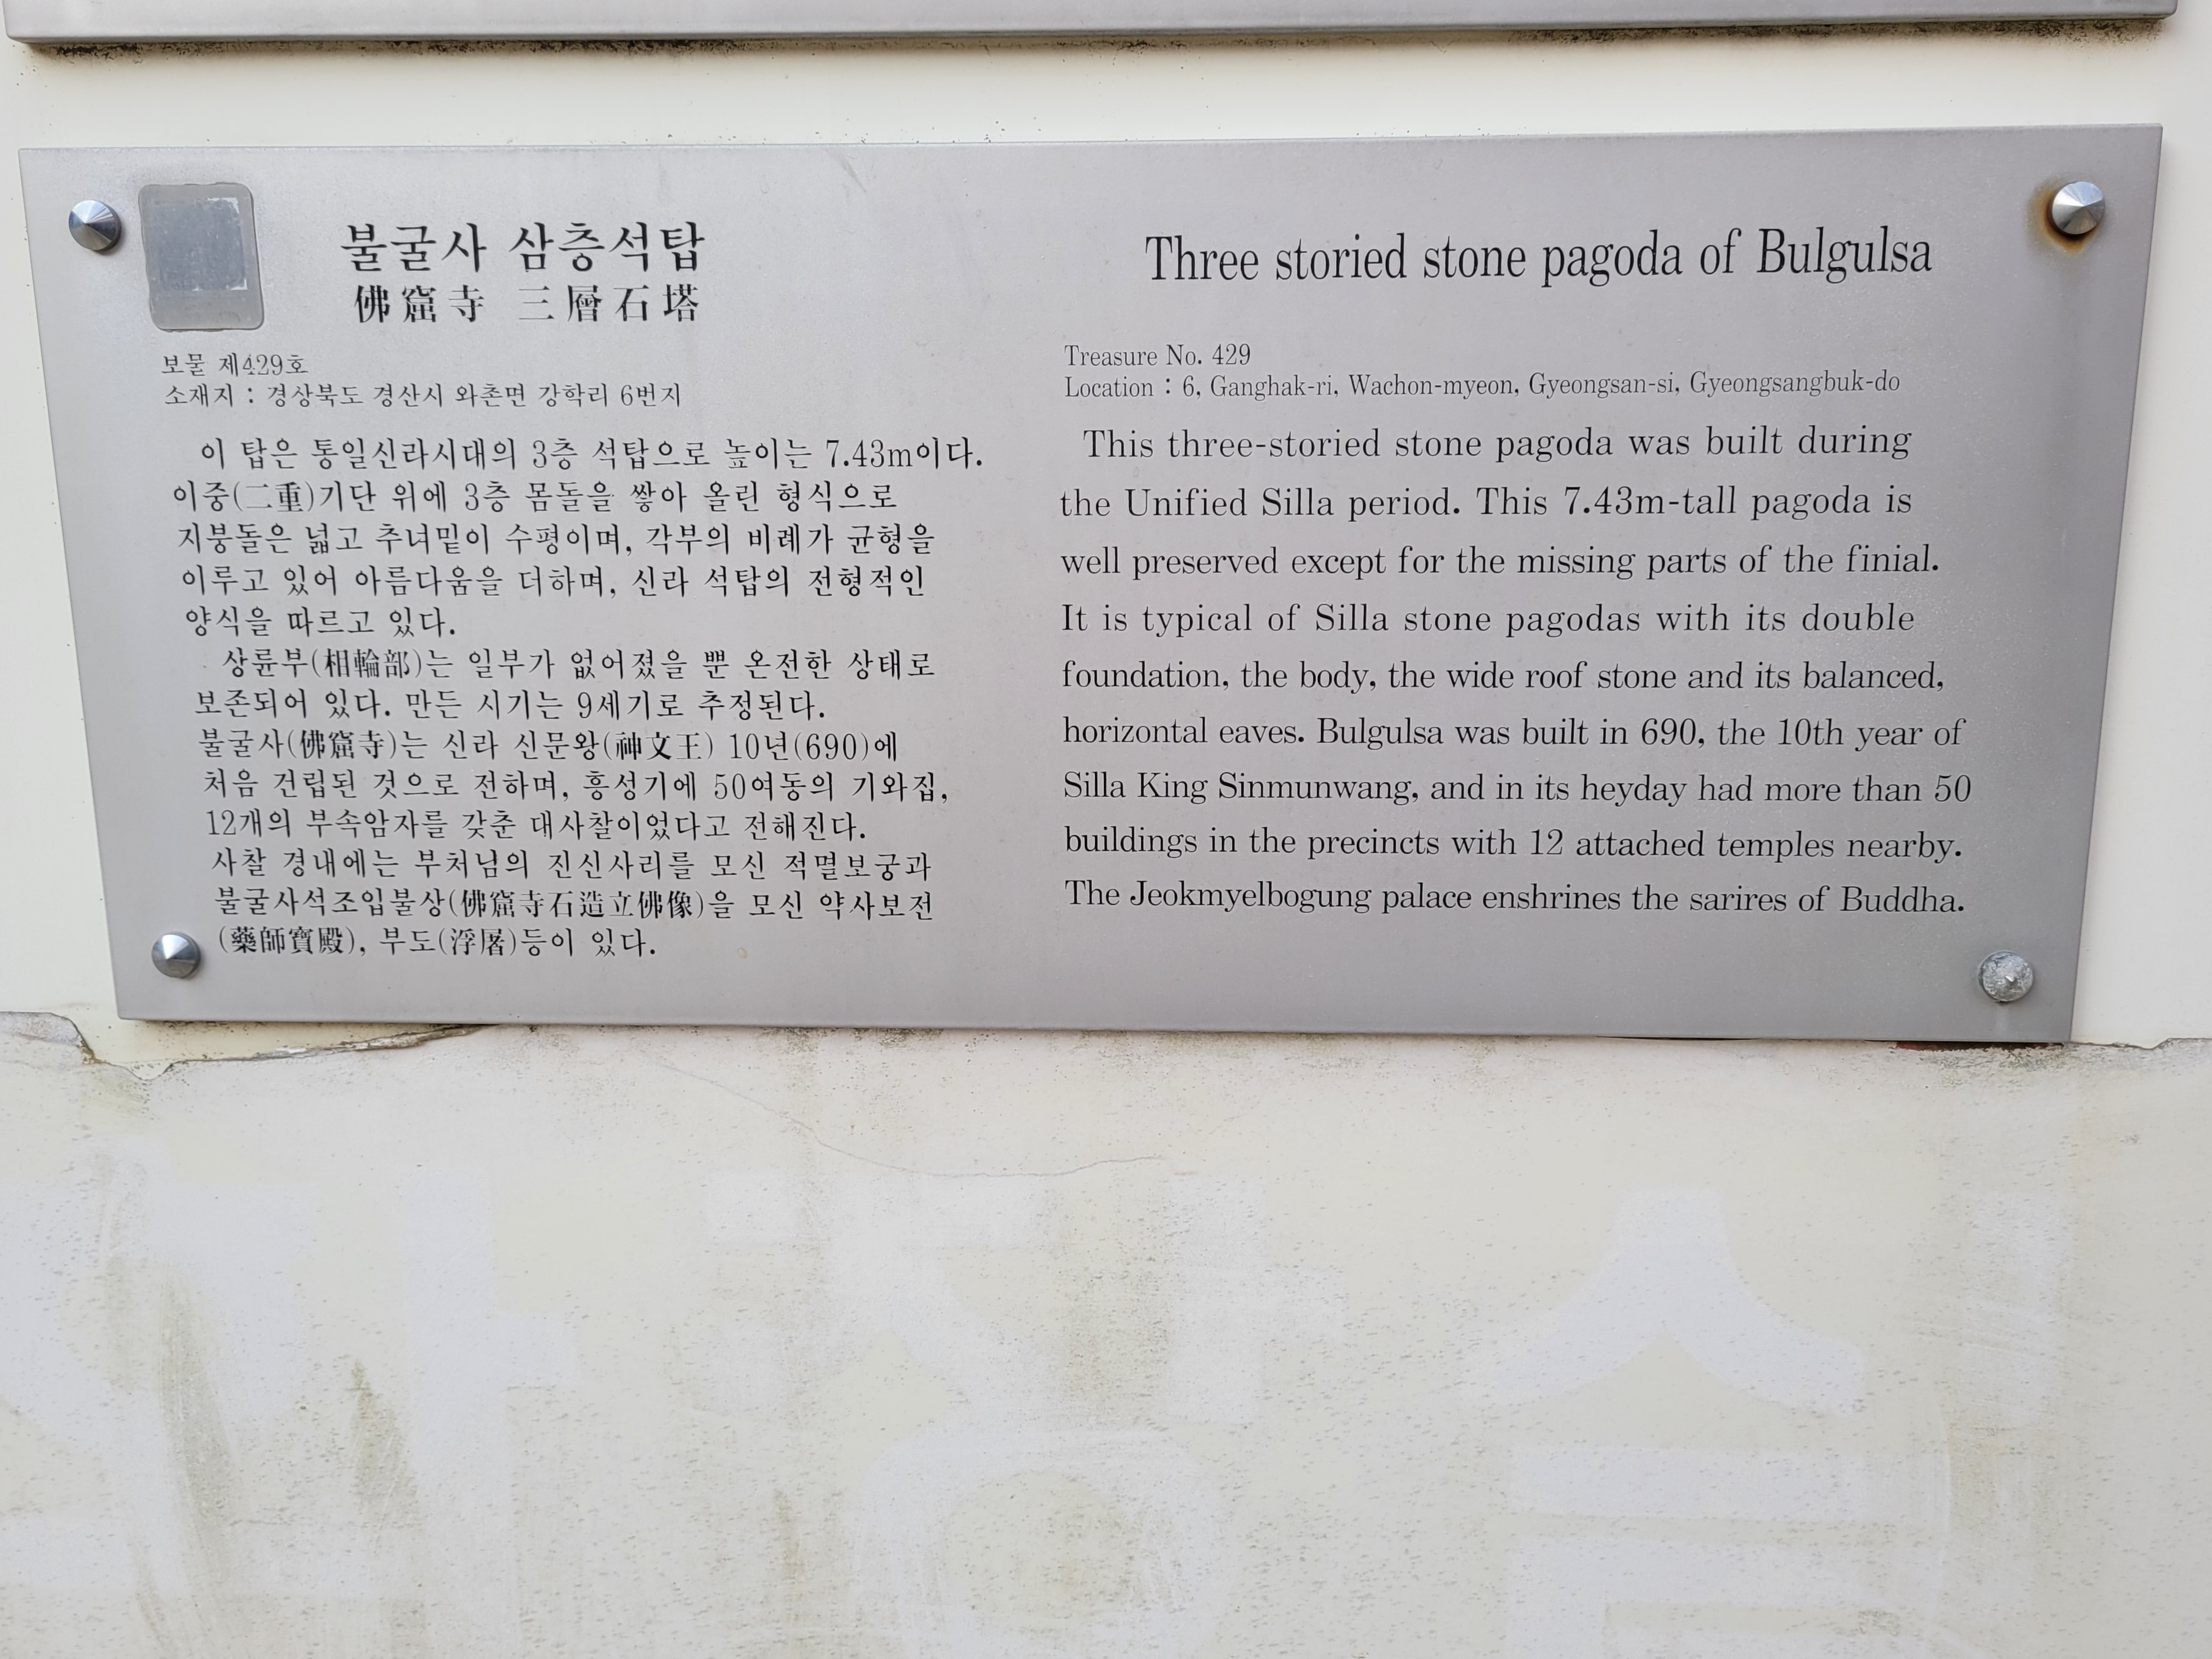 불굴사 삼층석탑
佛窟寺 三層石塔
보물 제429호
소재지 : 경상북도 경산시 와촌면 강학리 6번지
이 탑은 통일신라시대의 3층 석탑으로 높이는 7.43m이다.
이중(二重)기단 위에 3층 몸돌을 쌓아 올린 형식으로
지붕돌은 넓고 추녀밑이 수평이며, 각부의 비례가 균형을
이루고 있어 아름다움을 더하며, 신라 석탑의 전형적인
양식을 따르고 있다.
상륜부(相輪部)는 일부가 없어졌을 뿐 온전한 상태로
보존되어 있다. 만든 시기는 9세기로 추정된다.
불굴사(佛窟寺)는 신라 신문왕(神文王) 10년(690)에
처음 건립된 것으로 전하며, 흥성기에 50여동의 기와집,
12개의 부속암자를 갖춘 대사찰이었다고 전해진다.
사찰 경내에는 부처님의 진신사리를 모신 적멸보궁과
불굴사석조입불상(佛窟寺石造立佛像)을 모신 약사보전
(藥師寶殿), 부도(浮屠)등이 있다.
Three storied stone pagoda of Bulgulsa
Treasure No. 429
Location : 6, Ganghak-ri, Wachon-myeon, Gyeongsan-si, Gyeongsangbuk-do
This three-storied stone pagoda was built during
the Unified Silla period. This 7.43m-tall pagoda is
well preserved except for the missing parts of the finial.
It is typical of Silla stone pagodas with its double
foundation, the body, the wide roof stone and its balanced,
horizontal eaves. Bulgulsa was built in 690, the 10th year of
Silla King Sinmunwang, and in its heyday had more than 50
buildings in the precincts with 12 attached temples nearby.
The Jeokmyelbogung palace enshrines the sarires of Buddha.